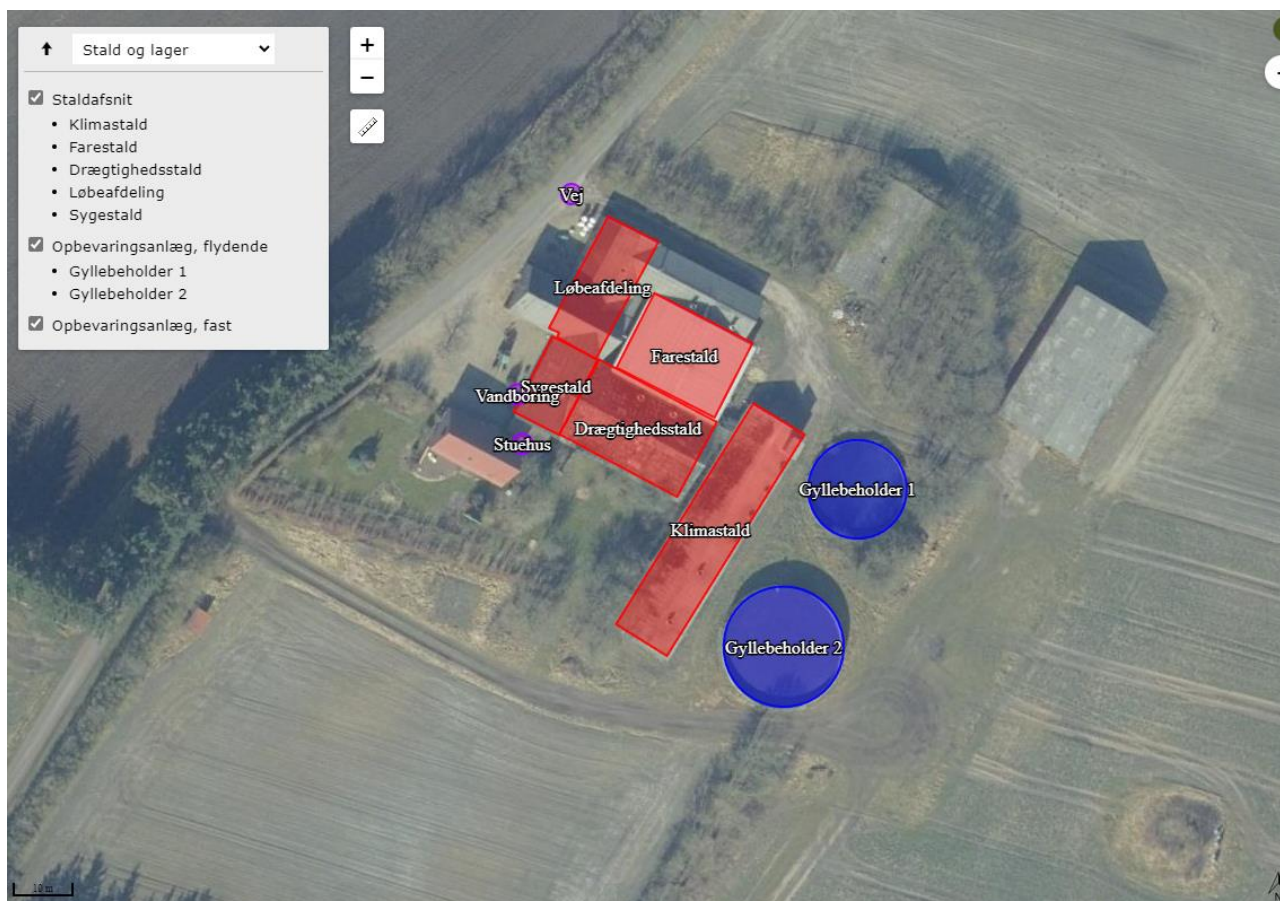 Stald og lager
Staldafsnit
• Klimastald
• Farestald
• Drægtighedsstald
• Løbeafdeling
• Sygestald
Opbevaringsanlæg, flydende
• Gyllebeholder 1
• Gyllebeholder 2
Opbevaringsanlæg, fast
+
−
Vej
Løbeafdeling
Farestald
Sygestald
Vandboring
Drægtighedsstald
Stuehus
Gyllebeholder 1
Klimastald
Gyllebeholder 2
10 m
N